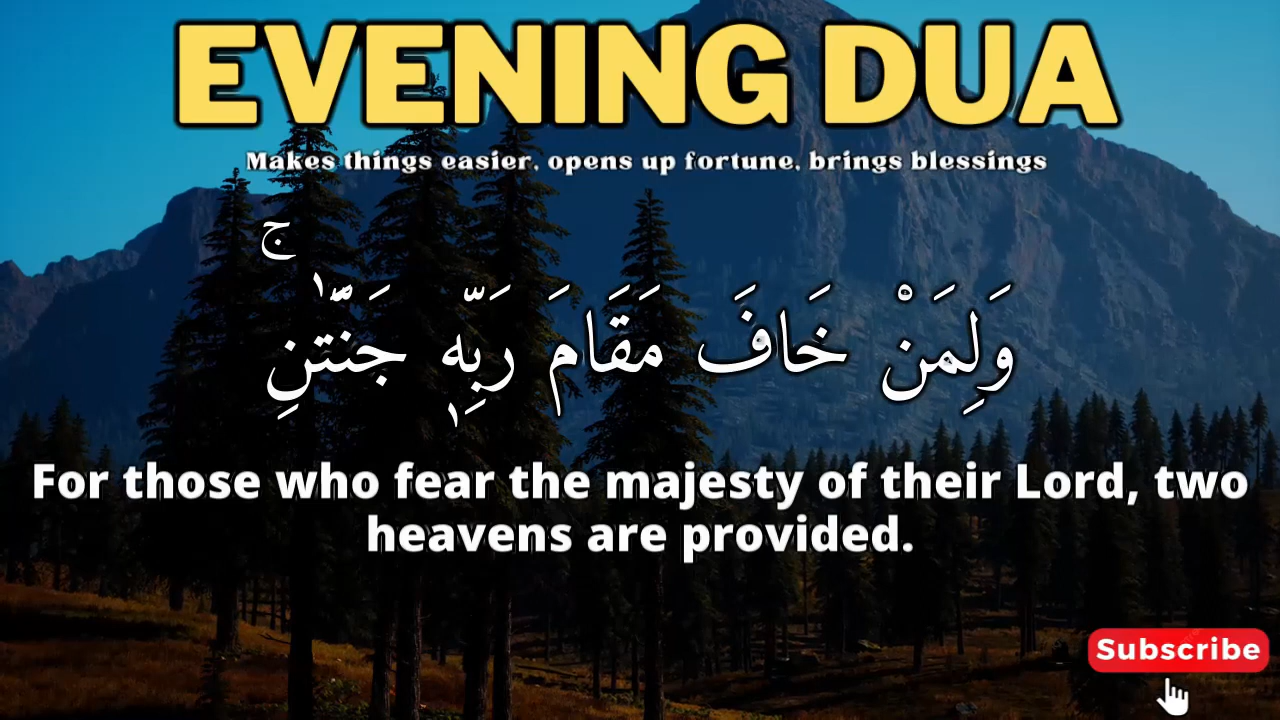 EVENING DUA
Makes things easier, opens up fortune, brings blessings
وَلِمَنْ خَافَ مَقَامَ رَبِّهٖ جَنَّتٰنِۚ
For those who fear the majesty of their Lord, two
heavens are provided.
Subscribe